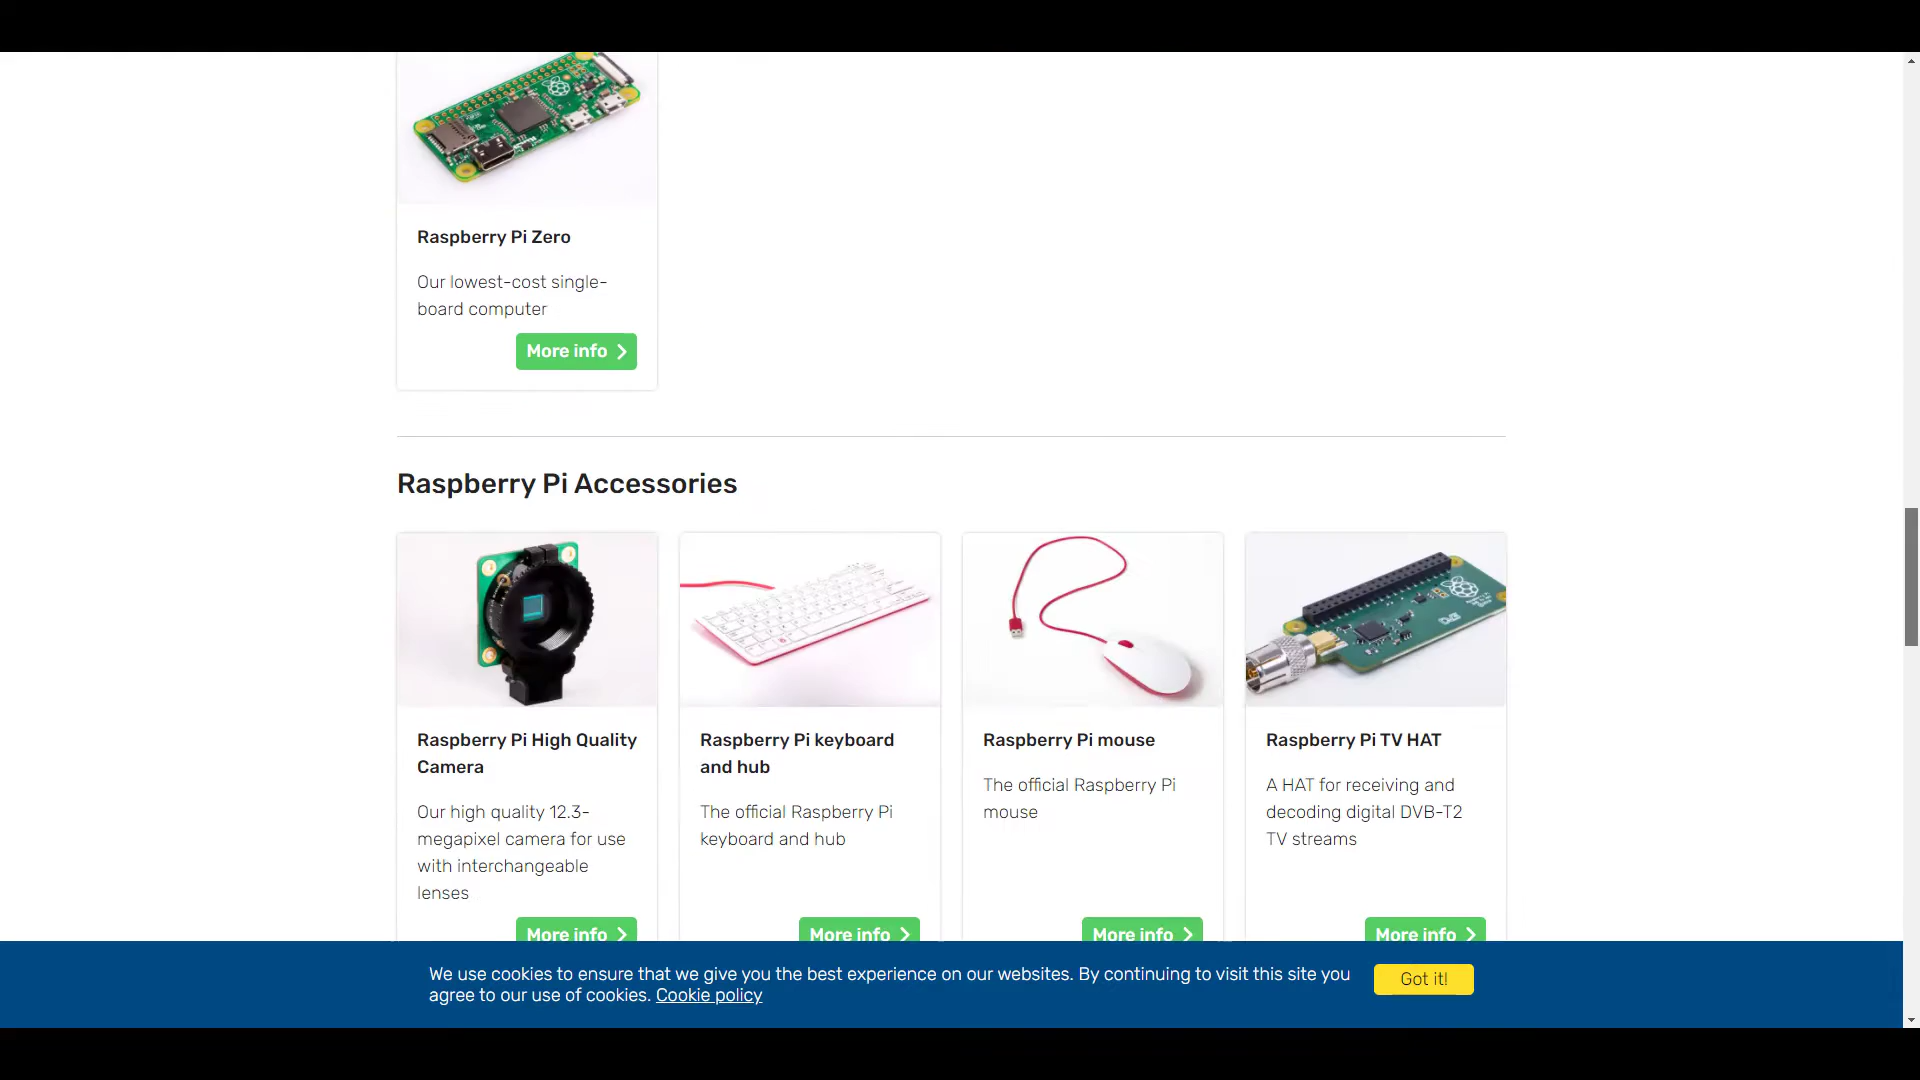 Raspberry Pi Zero
Our lowest-cost single-
board computer
More info
Raspberry Pi Accessories
Raspberry Pi High Quality
Camera
Our high quality 12.3-
megapixel camera for use
with interchangeable
lenses
More info
Raspberry Pi keyboard
and hub
The official Raspberry Pi
keyboard and hub
More info
Raspberry Pi mouse
The official Raspberry Pi
mouse
More info
Raspberry Pi TV HAT
A HAT for receiving and
decoding digital DVB-T2
TV streams
More info
We use cookies to ensure that we give you the best experience on our websites. By continuing to visit this site you
agree to our use of cookies. Cookie policy
Got it!